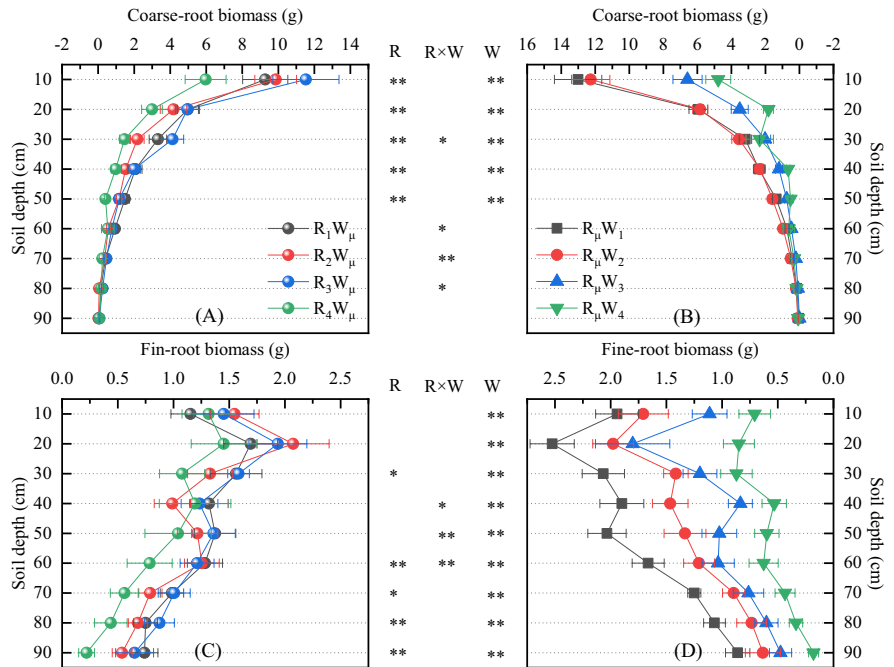 Coarse-root biomass (g) Coarse-root biomass (g)
-2 0 2 4 6 8 10 12 14 R R×W W 16 14 12 10 8 6 4 2 0 -2
10 ** ** 10
20 ** ** 20
30 ** * ** 30
40 ** ** 40
50 ** ** 50
60 R₁Wμ * RμW₁ 60
70 R₂Wμ ** RμW₂ 70
80 R₃Wμ * RμW₃ 80
90 (A) R₄Wμ RμW₄ (B) 90
Soil depth (cm) Soil depth (cm)
Fin-root biomass (g) Fine-root biomass (g)
0.0 0.5 1.0 1.5 2.0 2.5 R R×W W 2.5 2.0 1.5 1.0 0.5 0.0
10 ** 10
20 ** 20
30 * ** 30
40 * ** 40
50 ** ** 50
60 ** ** ** 60
70 * ** 70
80 ** ** 80
90 (C) ** ** (D) 90
Soil depth (cm) Soil depth (cm)